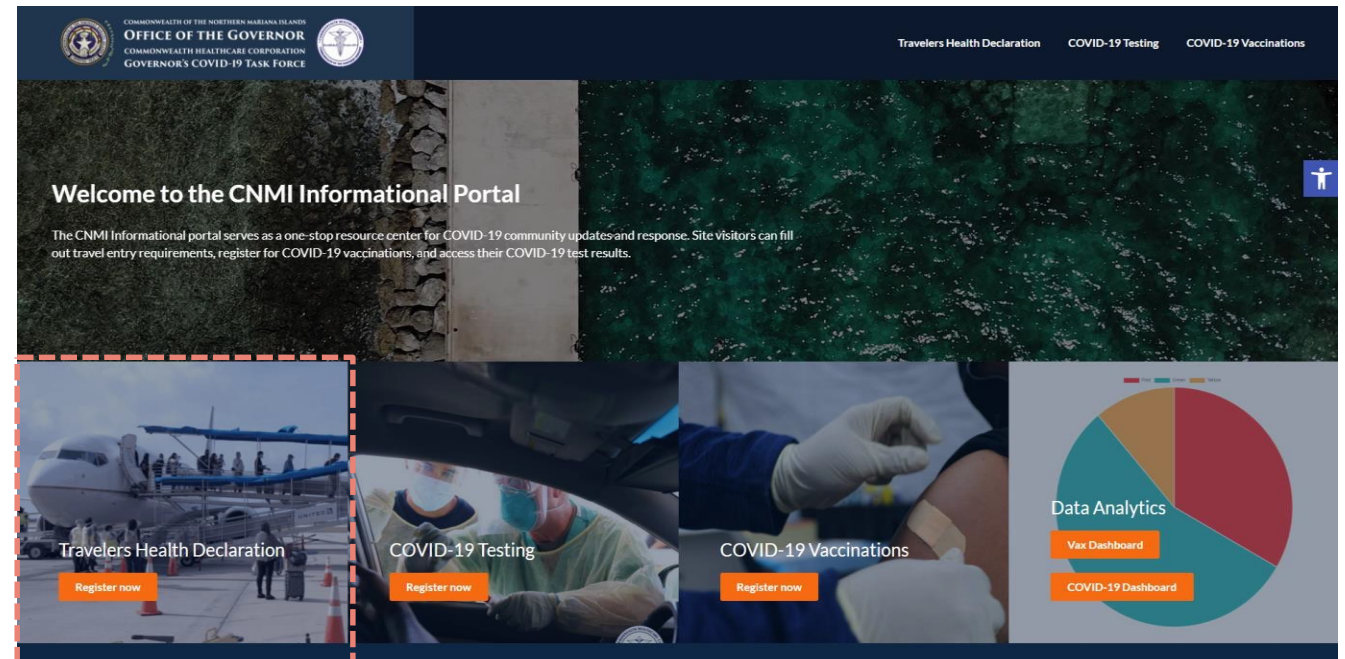 COMMONWEALTH OF THE NORTHERN MARIANA ISLANDS
OFFICE OF THE GOVERNOR
COMMONWEALTH HEALTHCARE CORPORATION
GOVERNOR'S COVID-19 TASK FORCE
Travelers Health Declaration COVID-19 Testing COVID-19 Vaccinations
Welcome to the CNMI Informational Portal
The CNMI Informational portal serves as a one-stop resource center for COVID-19 community updates and response. Site visitors can fill
out travel entry requirements, register for COVID-19 vaccinations, and access their COVID-19 test results.
UNITED
Travelers Health Declaration
Register now
COVID-19 Testing
Register now
COVID-19 Vaccinations
Register now
Data Analytics
Vax Dashboard
COVID-19 Dashboard